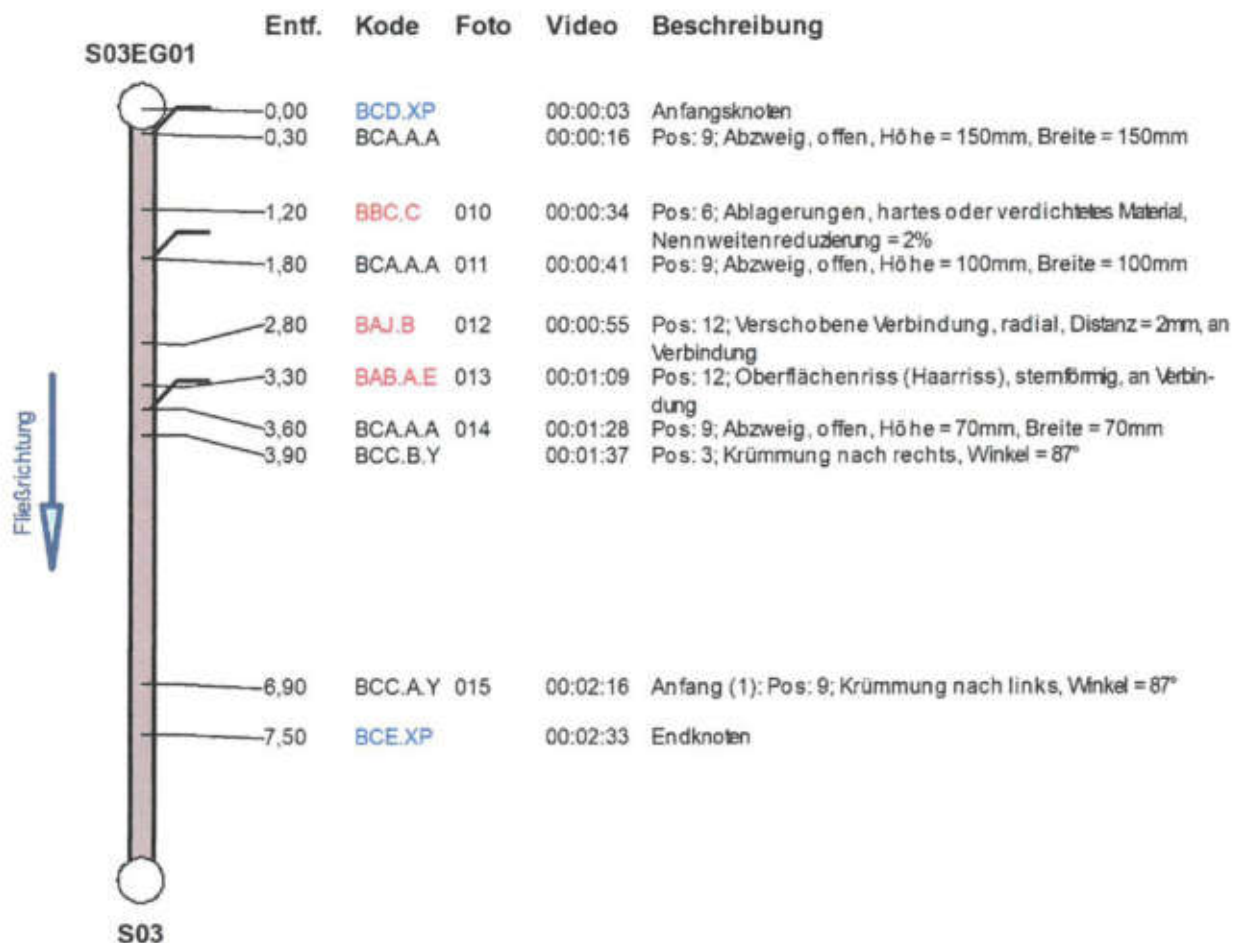 Entf. Kode Foto Video Beschreibung
S03EG01
0,00 BCD.XP 00:00:03 Anfangsknoten
0,30 BCA.A.A 00:00:16 Pos: 9; Abzweig, offen, Höhe = 150mm, Breite = 150mm
1,20 BBC.C 010 00:00:34 Pos: 6; Ablagerungen, hartes oder verdichtetes Material,
Nennweitenreduzierung = 2%
1,80 BCA.A.A 011 00:00:41 Pos: 9; Abzweig, offen, Höhe = 100mm, Breite = 100mm
2,80 BAJ.B 012 00:00:55 Pos: 12; Verschobene Verbindung, radial, Distanz = 2mm, an
Verbindung
3,30 BAB.A.E 013 00:01:09 Pos: 12; Oberflächenriss (Haarriss), sternförmig, an Verbin-
dung
3,60 BCA.A.A 014 00:01:28 Pos: 9; Abzweig, offen, Höhe = 70mm, Breite = 70mm
3,90 BCC.B.Y 00:01:37 Pos: 3; Krümmung nach rechts, Winkel = 87°
Fließrichtung
6,90 BCC.A.Y 015 00:02:16 Anfang (1): Pos: 9; Krümmung nach links, Winkel = 87°
7,50 BCE.XP 00:02:33 Endknoten
S03